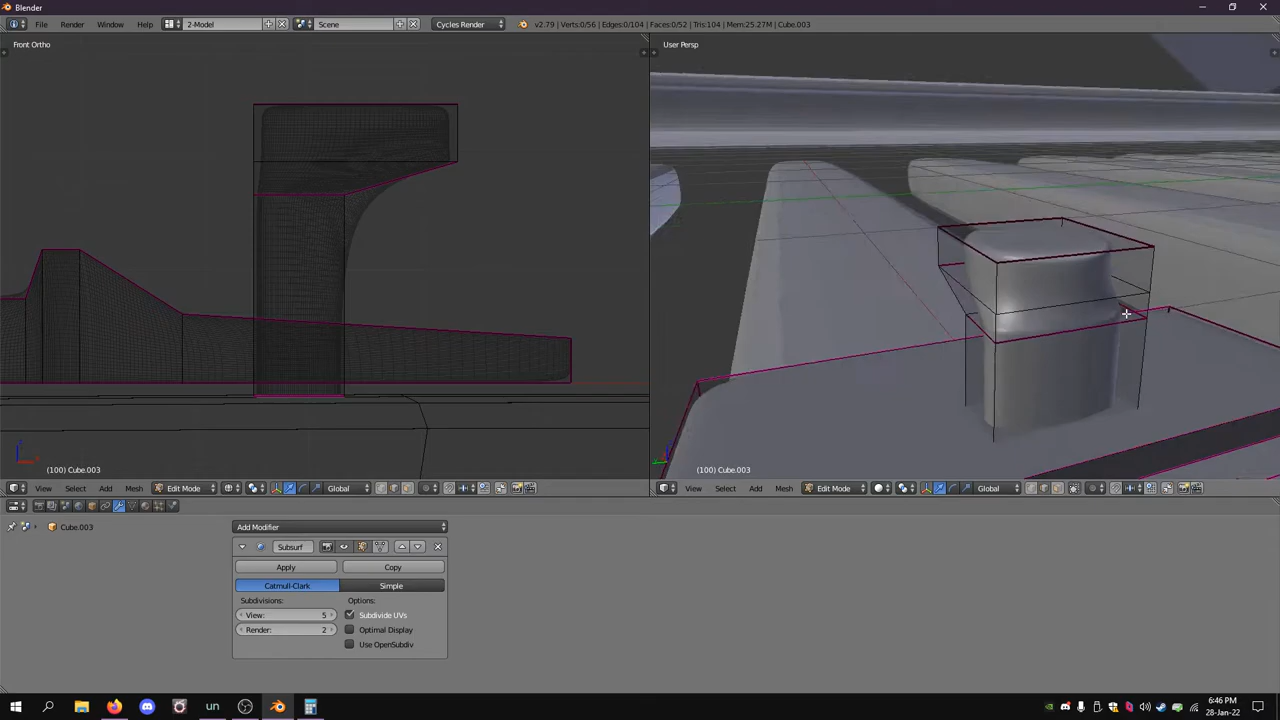 Blender
File Render Window Help 2-Model Scene Cycles Render v2.79 | Verts:0/56 | Edges:0/104 | Faces:0/52 | Tris:104 | Mem:25.27M | Cube.003
Front Ortho
User Persp
(100) Cube.003
(100) Cube.003
View Select Add Mesh Edit Mode Global
View Select Add Mesh Edit Mode Global
Cube.003
Add Modifier
Subsurf
Apply Copy
Catmull-Clark Simple
Subdivisions: Options:
View: 5 Subdivide UVs
Render: 2 Optimal Display
Use OpenSubdiv
un
6:46 PM
28-Jan-22